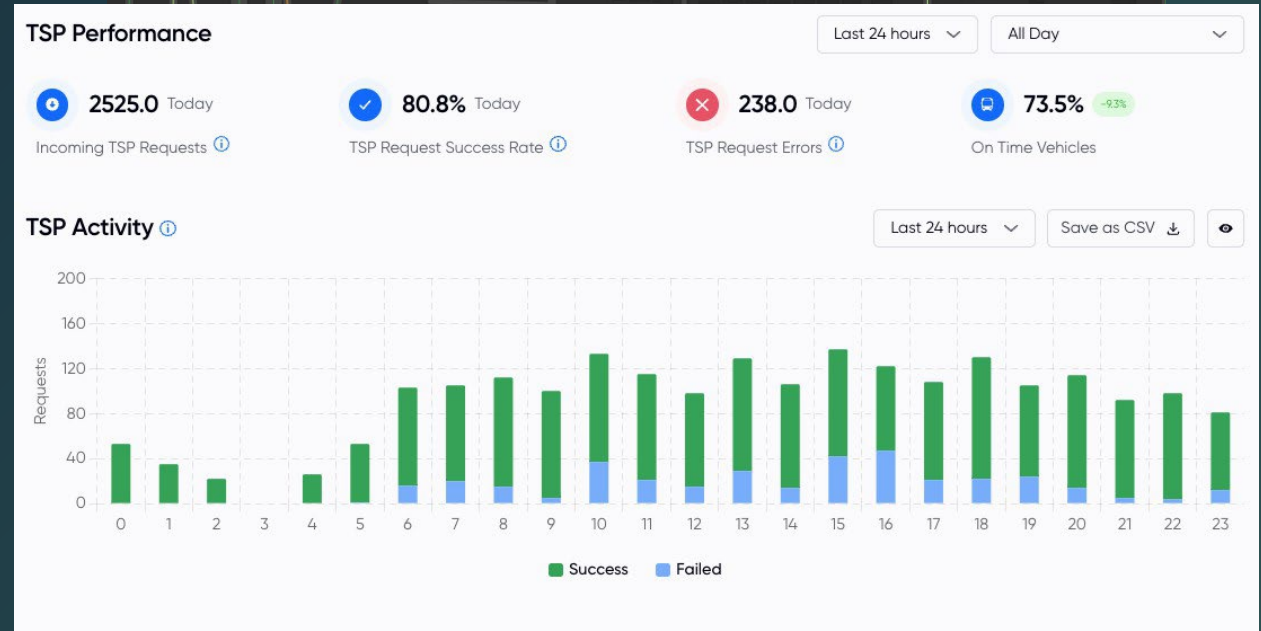 TSP Performance
Last 24 hours
All Day
2525.0 Today
Incoming TSP Requests
80.8% Today
TSP Request Success Rate
238.0 Today
TSP Request Errors
73.5% -9.3%
On Time Vehicles
TSP Activity
Last 24 hours
Save as CSV
Requests
200
160
120
80
40
0
0 1 2 3 4 5 6 7 8 9 10 11 12 13 14 15 16 17 18 19 20 21 22 23
Success Failed